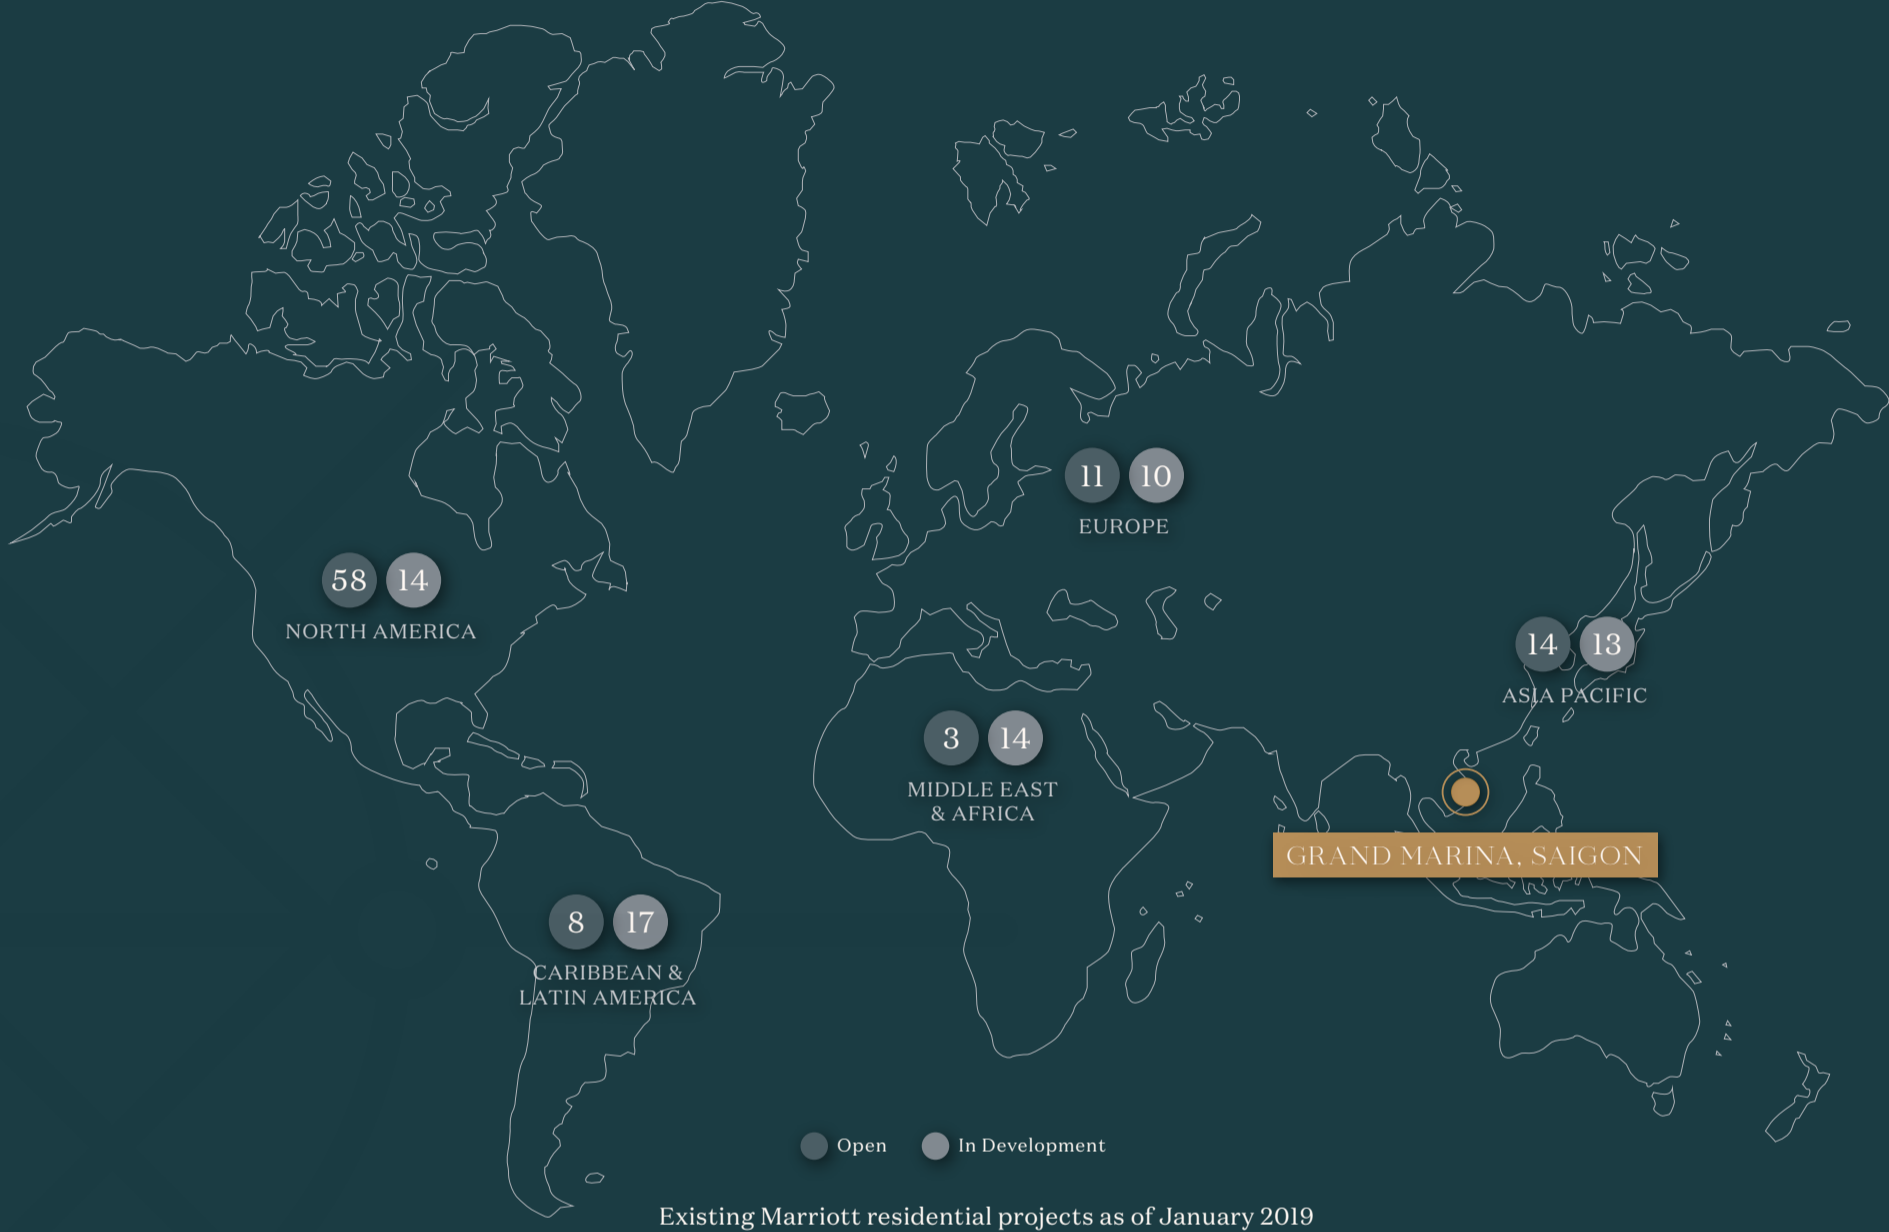 11 10
EUROPE
58 14
NORTH AMERICA
14 13
ASIA PACIFIC
3 14
MIDDLE EAST
& AFRICA
GRAND MARINA, SAIGON
8 17
CARIBBEAN &
LATIN AMERICA
Open In Development
Existing Marriott residential projects as of January 2019